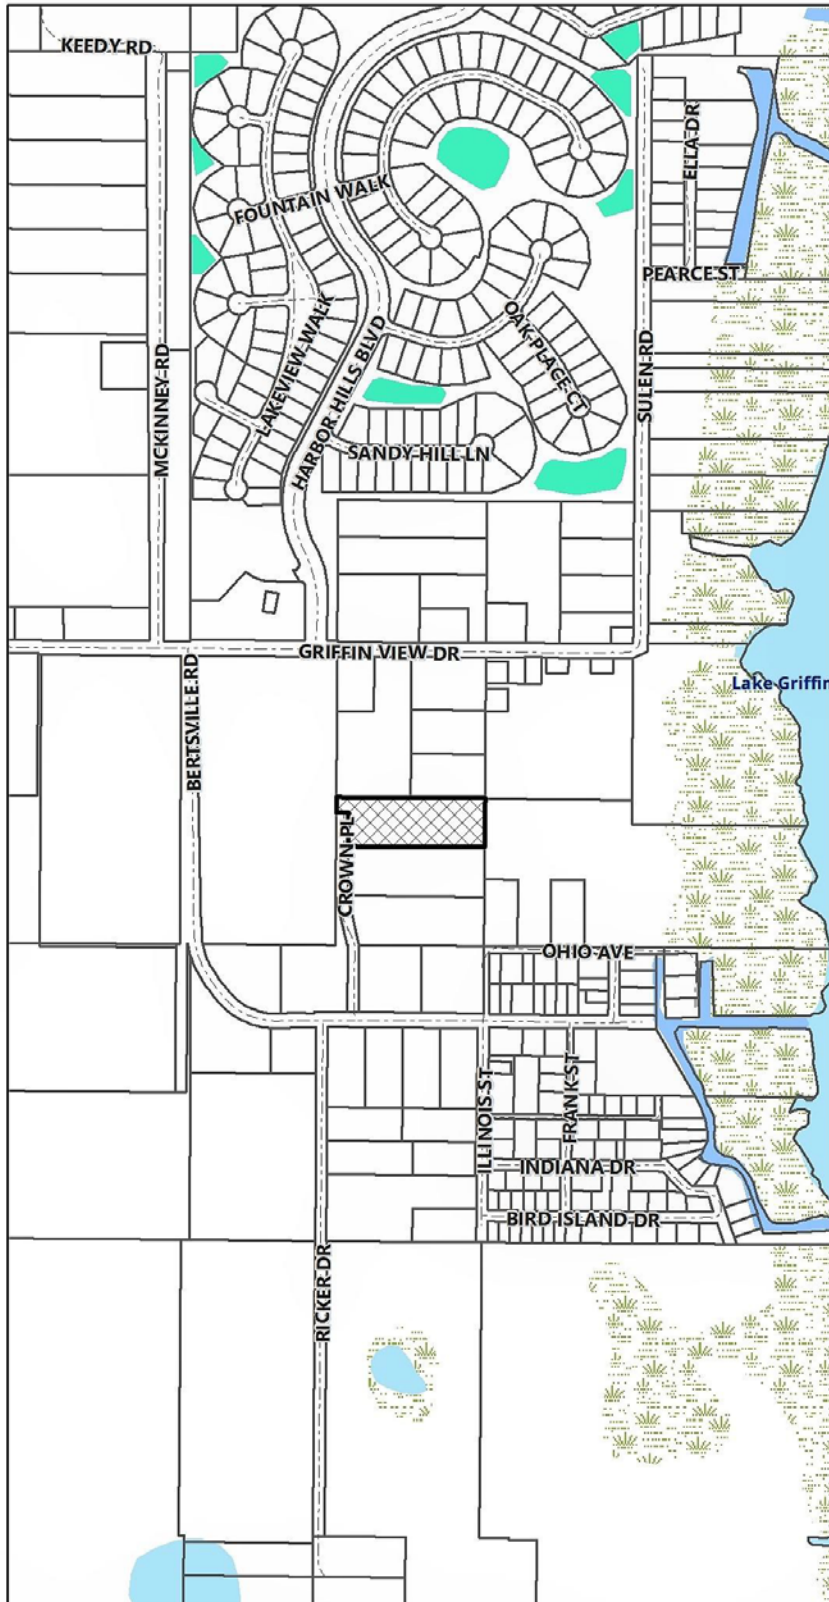 KEEDY RD
ELLA DR
FOUNTAIN WALK
PEARCE ST
OAK PLACE CT
LAKEVIEW WALK
HARBOR HILLS BLVD
SULEN RD
MCKINNEY RD
SANDY HILL LN
GRIFFIN VIEW DR
BERTSVILLE RD
Lake Griffin
CROWN PL
OHIO AVE
ILLINOIS ST
FRANK ST
INDIANA DR
BIRD ISLAND DR
RICKER DR